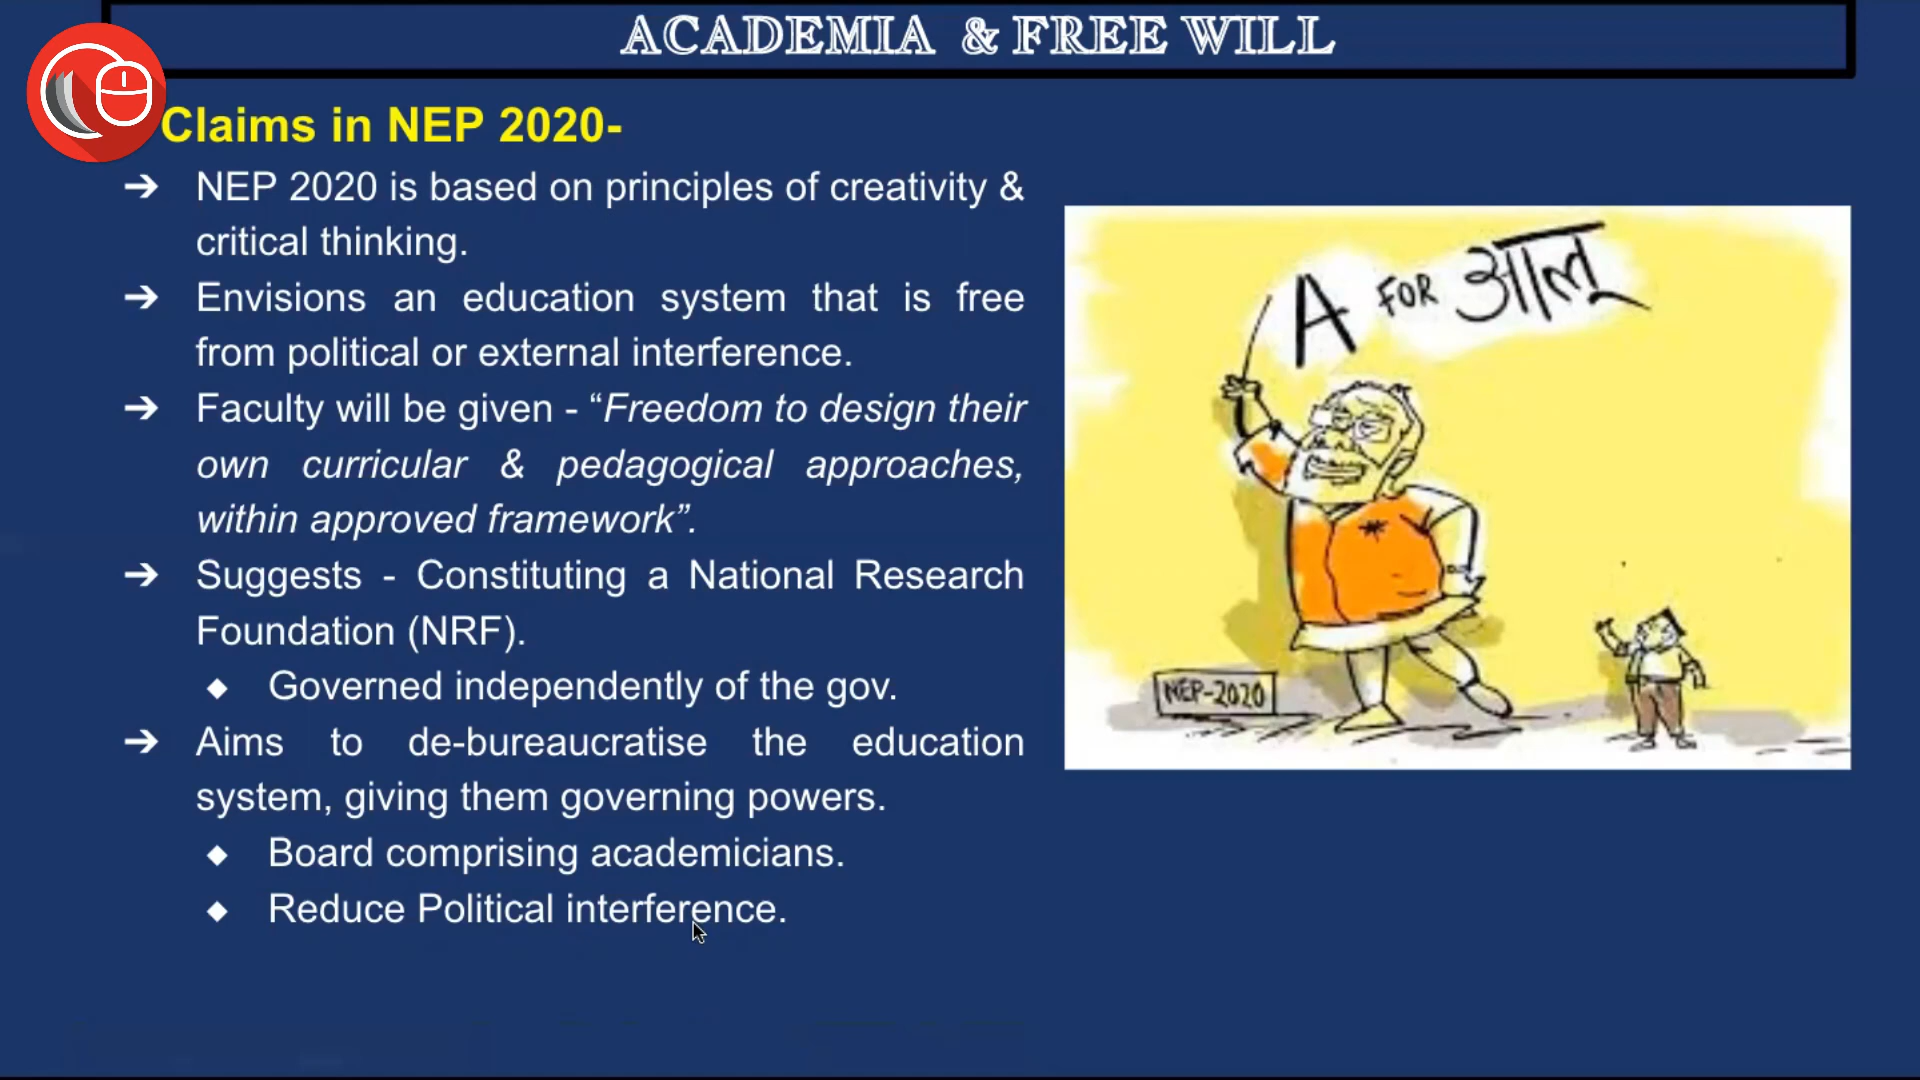 ACADEMIA & FREE WILL
Claims in NEP 2020-
➔ NEP 2020 is based on principles of creativity &
critical thinking.
➔ Envisions an education system that is free
from political or external interference.
➔ Faculty will be given - “Freedom to design their
own curricular & pedagogical approaches,
within approved framework”.
➔ Suggests - Constituting a National Research
Foundation (NRF).
◆ Governed independently of the gov.
➔ Aims to de-bureaucratise the education
system, giving them governing powers.
◆ Board comprising academicians.
◆ Reduce Political interference.
A FOR आलू
NEP-2020